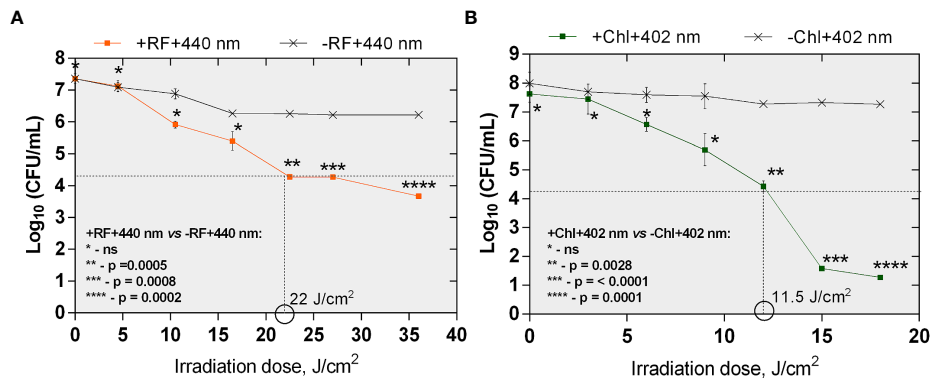 A
+RF+440 nm -RF+440 nm
8
7
6
5
4
3
2
1
0
Log10 (CFU/mL)
* * * * ** *** ****
+RF+440 nm vs -RF+440 nm:
* - ns
** - p =0.0005
*** - p = 0.0008
**** - p = 0.0002
22 J/cm2
0 5 10 15 20 25 30 35 40
Irradiation dose, J/cm2
B
+Chl+402 nm -Chl+402 nm
9
8
7
6
5
4
3
2
1
0
Log10 (CFU/mL)
* * * * ** *** ****
+Chl+402 nm vs -Chl+402 nm:
* - ns
** - p = 0.0028
*** - p = < 0.0001
**** - p = 0.0001
11.5 J/cm2
0 5 10 15 20
Irradiation dose, J/cm2